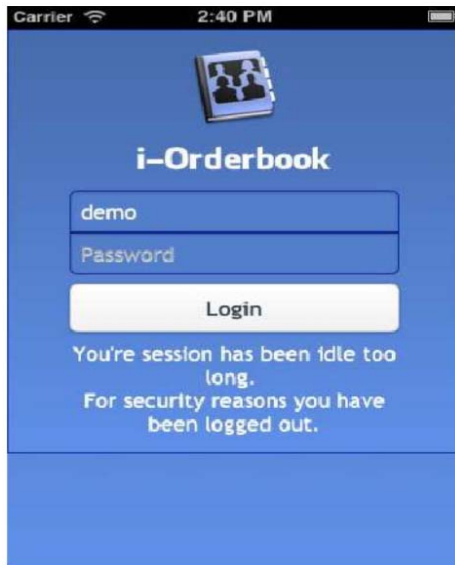 Carrier 2:40 PM
i-Orderbook
demo
Password
Login
You're session has been idle too
long.
For security reasons you have
been logged out.